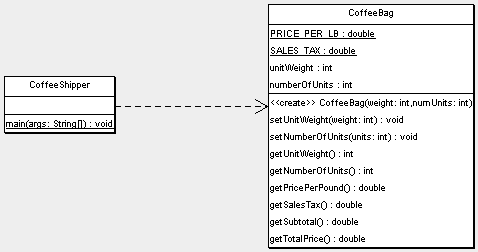 CoffeeBag
PRICE_PER_LB : double
SALES_TAX : double
unitWeight : int
numberOfUnits : int
<<create>> CoffeeBag(weight: int,numUnits: int)
setUnitWeight(weight: int) : void
setNumberOfUnits(units: int) : void
getUnitWeight() : int
getNumberOfUnits() : int
getPricePerPound() : double
getSalesTax() : double
getSubtotal() : double
getTotalPrice() : double
CoffeeShipper
main(args: String[]) : void